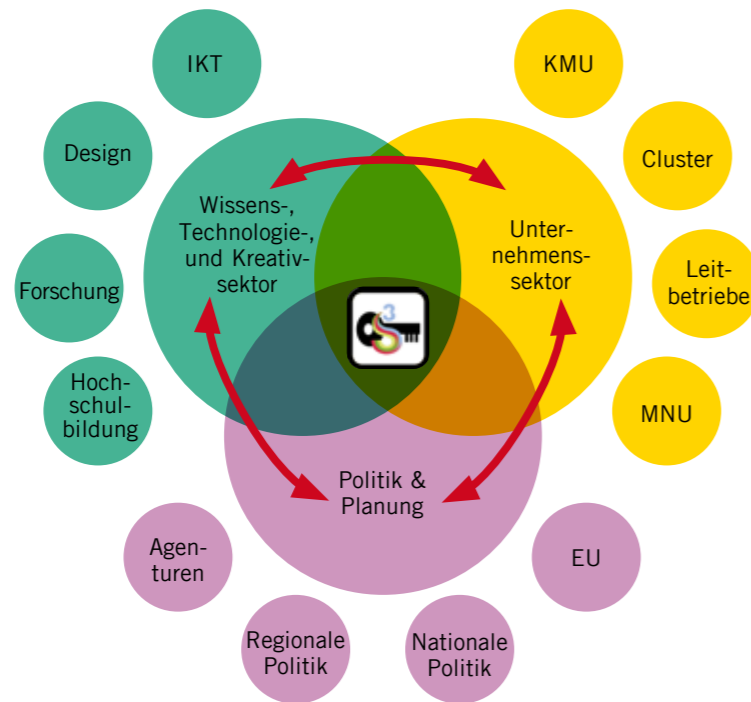 IKT
KMU
Design
Cluster
Wissens-,
Technologie-,
und Kreativ-
sektor
Unter-
nehmens-
sektor
Forschung
Leit-
betriebe
3
S
Hoch-
schul-
bildung
MNU
Politik &
Planung
Agen-
turen
EU
Regionale
Politik
Nationale
Politik